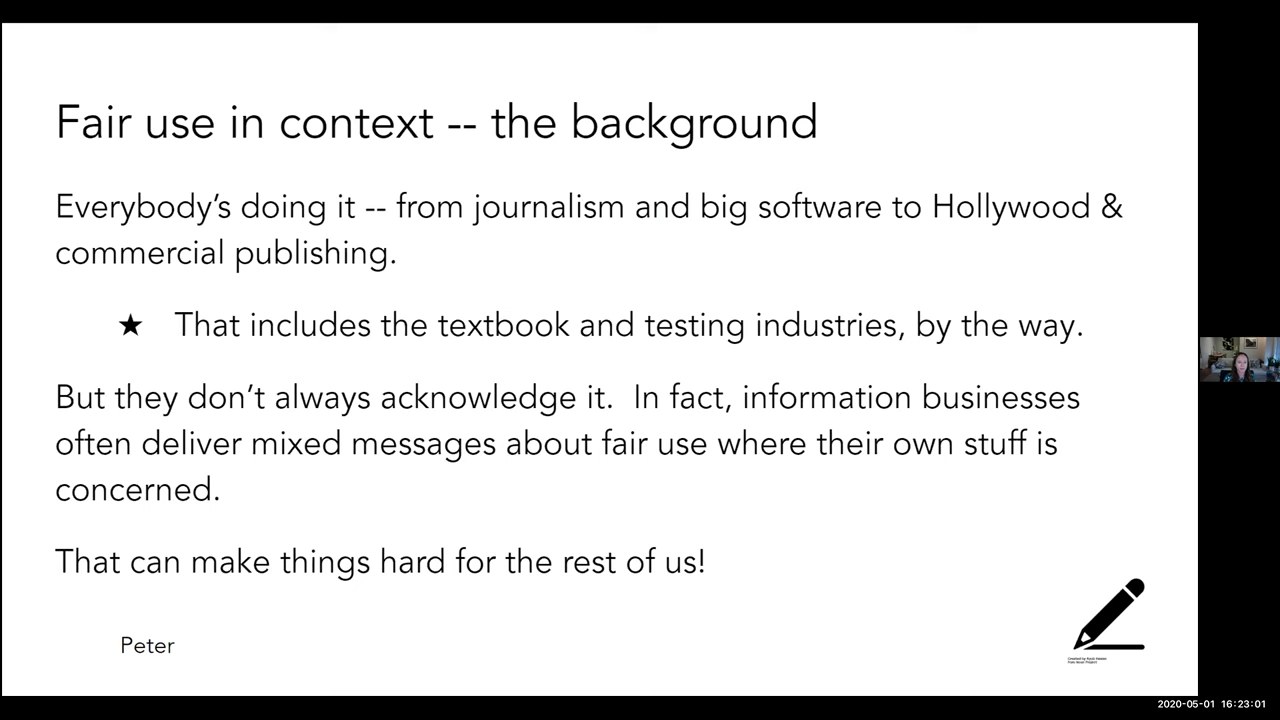 Fair use in context -- the background
Everybody’s doing it -- from journalism and big software to Hollywood &
commercial publishing.
★ That includes the textbook and testing industries, by the way.
But they don’t always acknowledge it.  In fact, information businesses
often deliver mixed messages about fair use where their own stuff is
concerned.
That can make things hard for the rest of us!
Peter
from Noun Project
2020-05-01 16:23:01